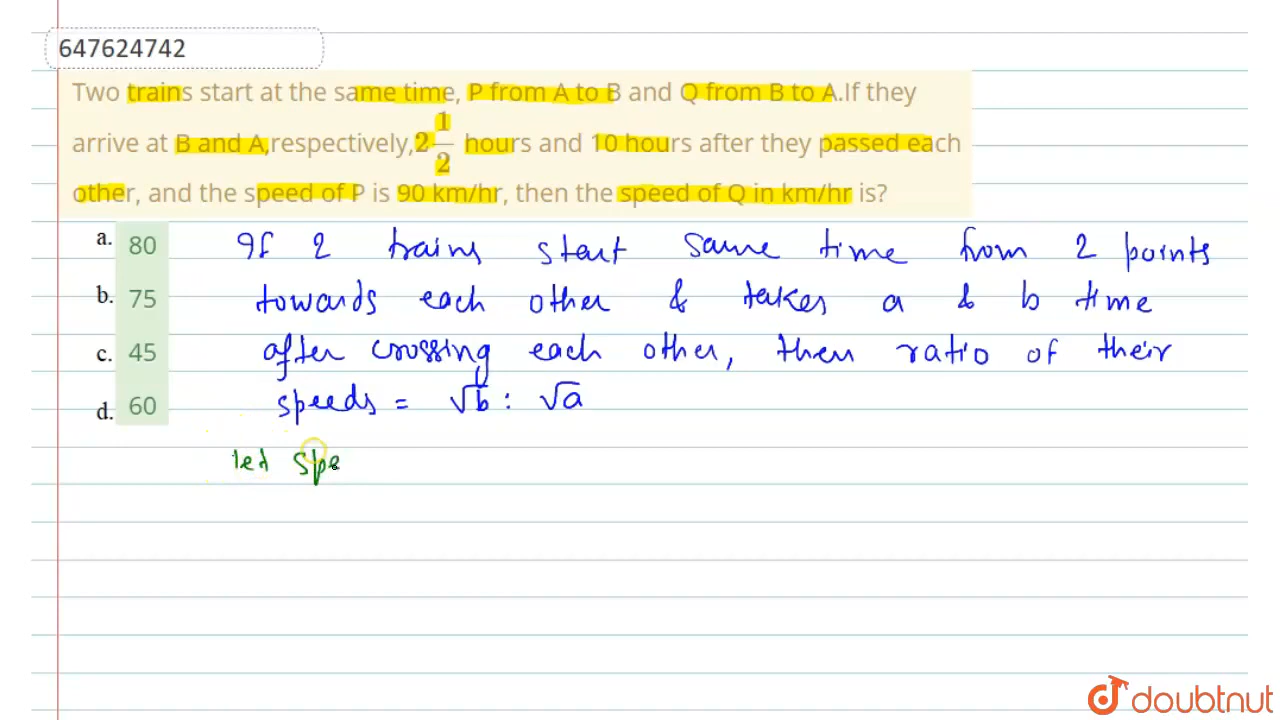 647624742
Two trains start at the same time, P from A to B and Q from B to A.If they
arrive at B and A,respectively,2 1/2 hours and 10 hours after they passed each
other, and the speed of P is 90 km/hr, then the speed of Q in km/hr is?
a. 80
b. 75
c. 45
d. 60
If 2 trains start same time from 2 points
towards each other & takes a & b time
after crossing each other, then ratio of their
speeds = √b : √a
let Spe
doubtnut